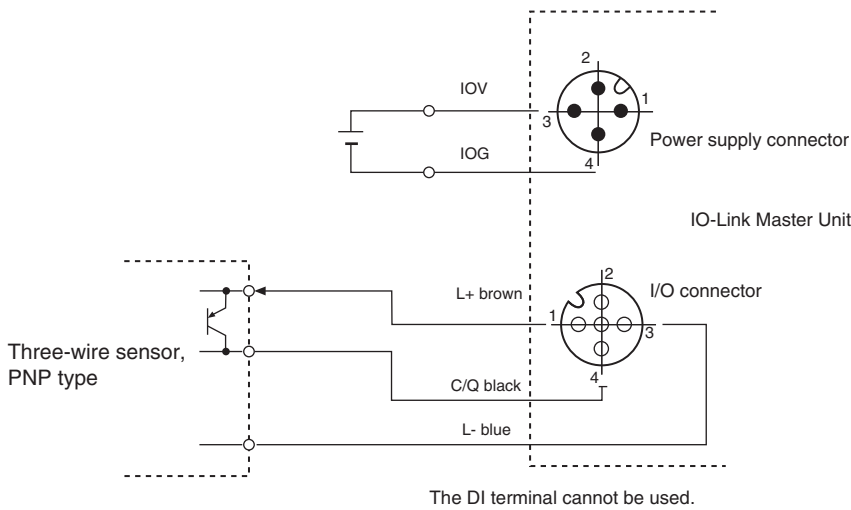 2
IOV
1
3
Power supply connector
IOG
4
IO-Link Master Unit
2
L+ brown
I/O connector
1
3
Three-wire sensor,
PNP type
4
C/Q black
L- blue
The DI terminal cannot be used.